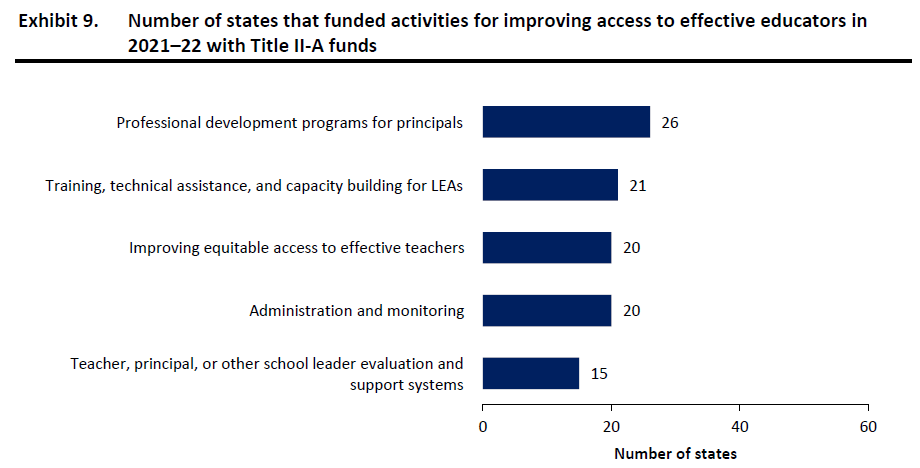 Exhibit 9. Number of states that funded activities for improving access to effective educators in
2021–22 with Title II-A funds
Professional development programs for principals 26
Training, technical assistance, and capacity building for LEAs 21
Improving equitable access to effective teachers 20
Administration and monitoring 20
Teacher, principal, or other school leader evaluation and
support systems 15
0 20 40 60
Number of states